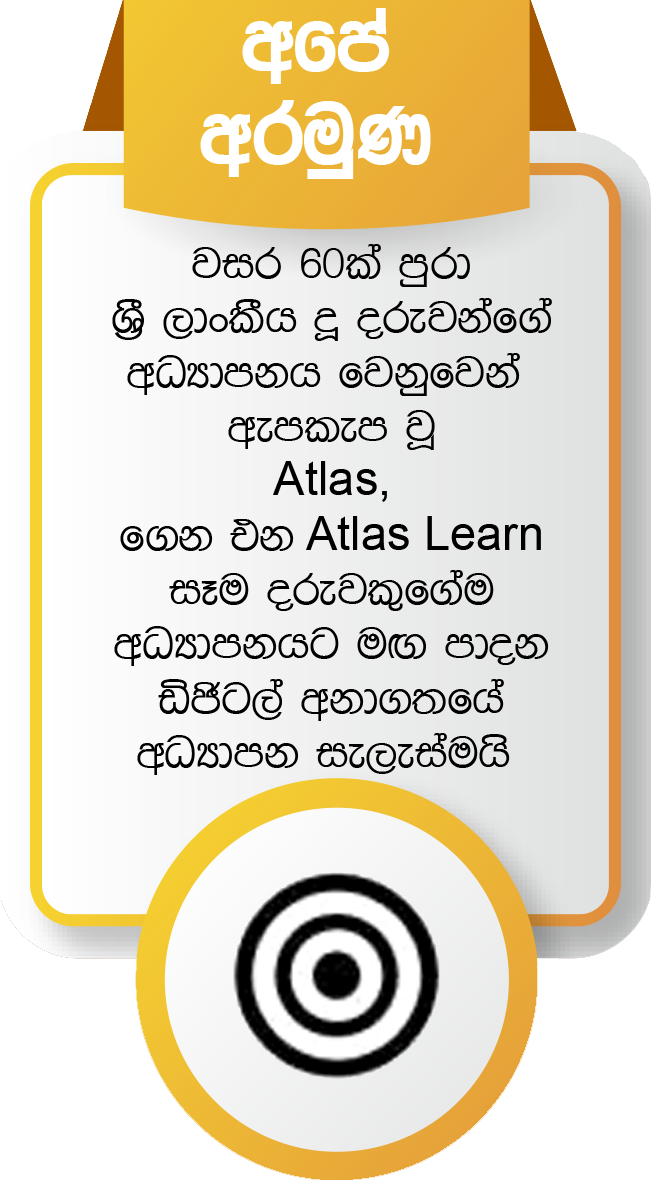 අපේ
අරමුණ
වසර 60ක් පුරා
ශ්‍රී ලාංකීය දූ දරුවන්ගේ
අධ්‍යාපනය වෙනුවෙන්
ඇපකැප වූ
Atlas,
ගෙන එන Atlas Learn
සෑම දරුවකුගේම
අධ්‍යාපනයට මඟ පාදන
ඩිජිටල් අනාගතයේ
අධ්‍යාපන සැලැස්මයි